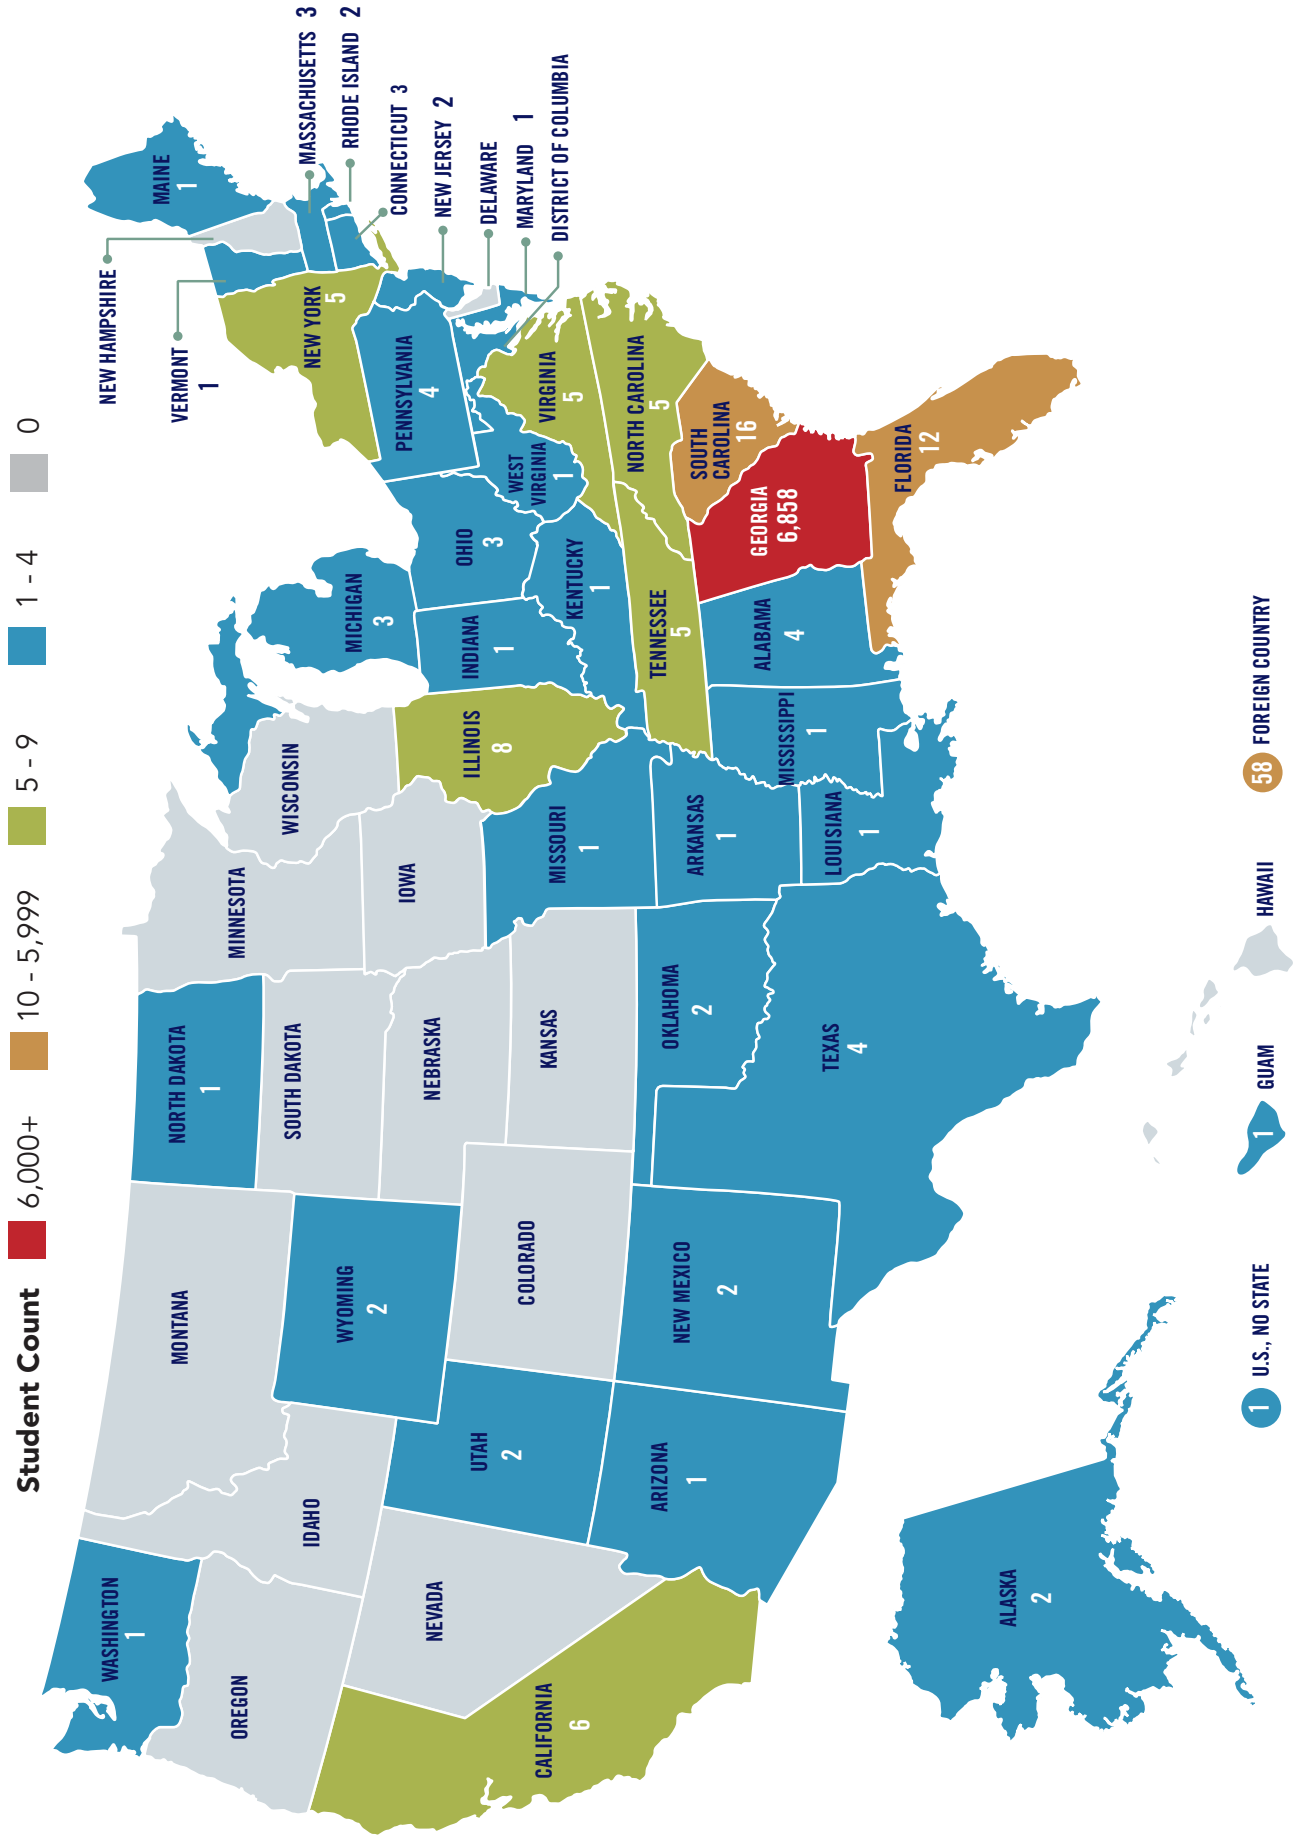 Student Count
6,000+
10 - 5,999
5 - 9
1 - 4
0
WASHINGTON
1
OREGON
CALIFORNIA
6
NEVADA
IDAHO
MONTANA
WYOMING
2
UTAH
2
ARIZONA
1
COLORADO
NEW MEXICO
2
NORTH DAKOTA
1
SOUTH DAKOTA
NEBRASKA
KANSAS
OKLAHOMA
2
TEXAS
4
MINNESOTA
IOWA
MISSOURI
1
ARKANSAS
1
LOUISIANA
1
WISCONSIN
ILLINOIS
8
MICHIGAN
3
INDIANA
1
OHIO
3
KENTUCKY
1
TENNESSEE
5
MISSISSIPPI
1
ALABAMA
4
GEORGIA
6,858
FLORIDA
12
SOUTH
CAROLINA
16
NORTH CAROLINA
5
VIRGINIA
5
WEST
VIRGINIA
1
PENNSYLVANIA
4
NEW YORK
5
VERMONT
1
NEW HAMPSHIRE
MAINE
1
MASSACHUSETTS 3
RHODE ISLAND 2
CONNECTICUT 3
NEW JERSEY 2
DELAWARE
MARYLAND 1
DISTRICT OF COLUMBIA
ALASKA
2
1 U.S., NO STATE
1 GUAM
HAWAII
58 FOREIGN COUNTRY